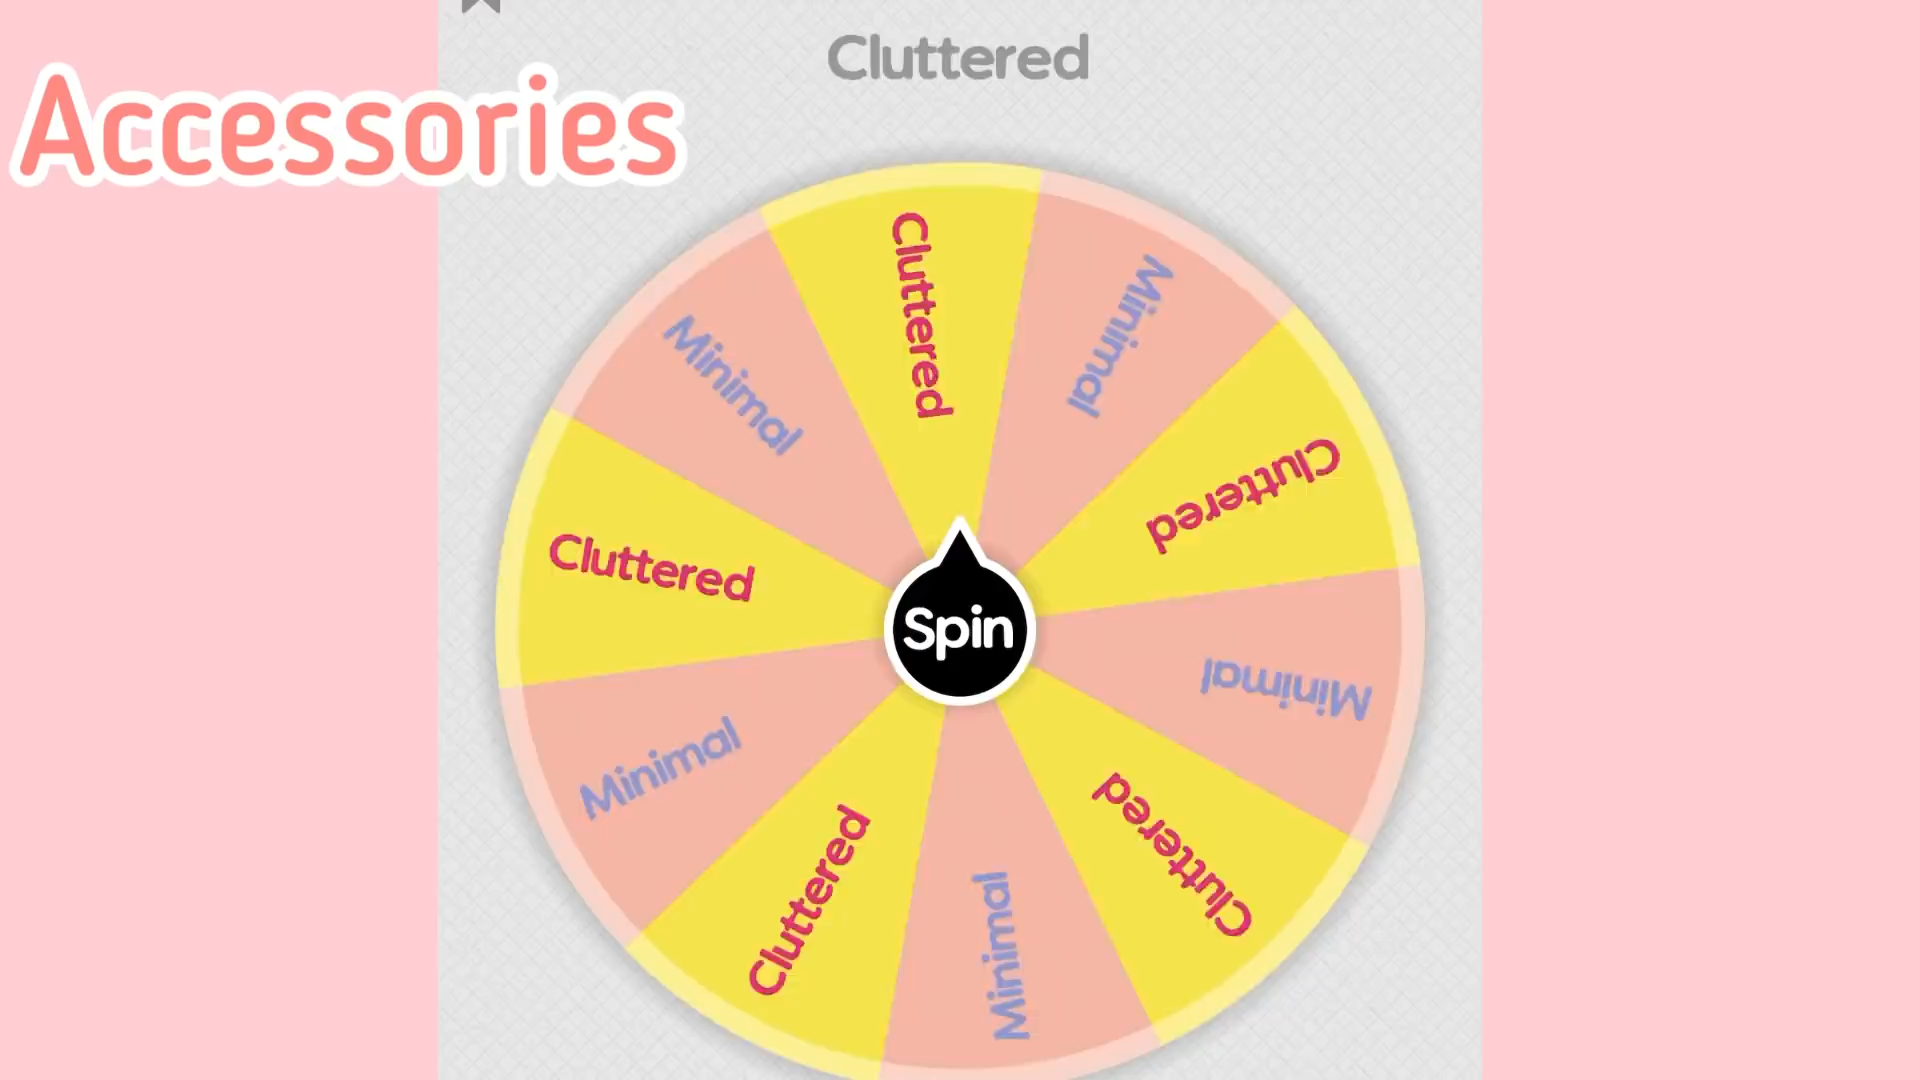 Cluttered
Accessories
Cluttered
Minimal
Minimal
Cluttered
Cluttered
Spin
Minimal
Minimal
Cluttered
Cluttered
Minimal